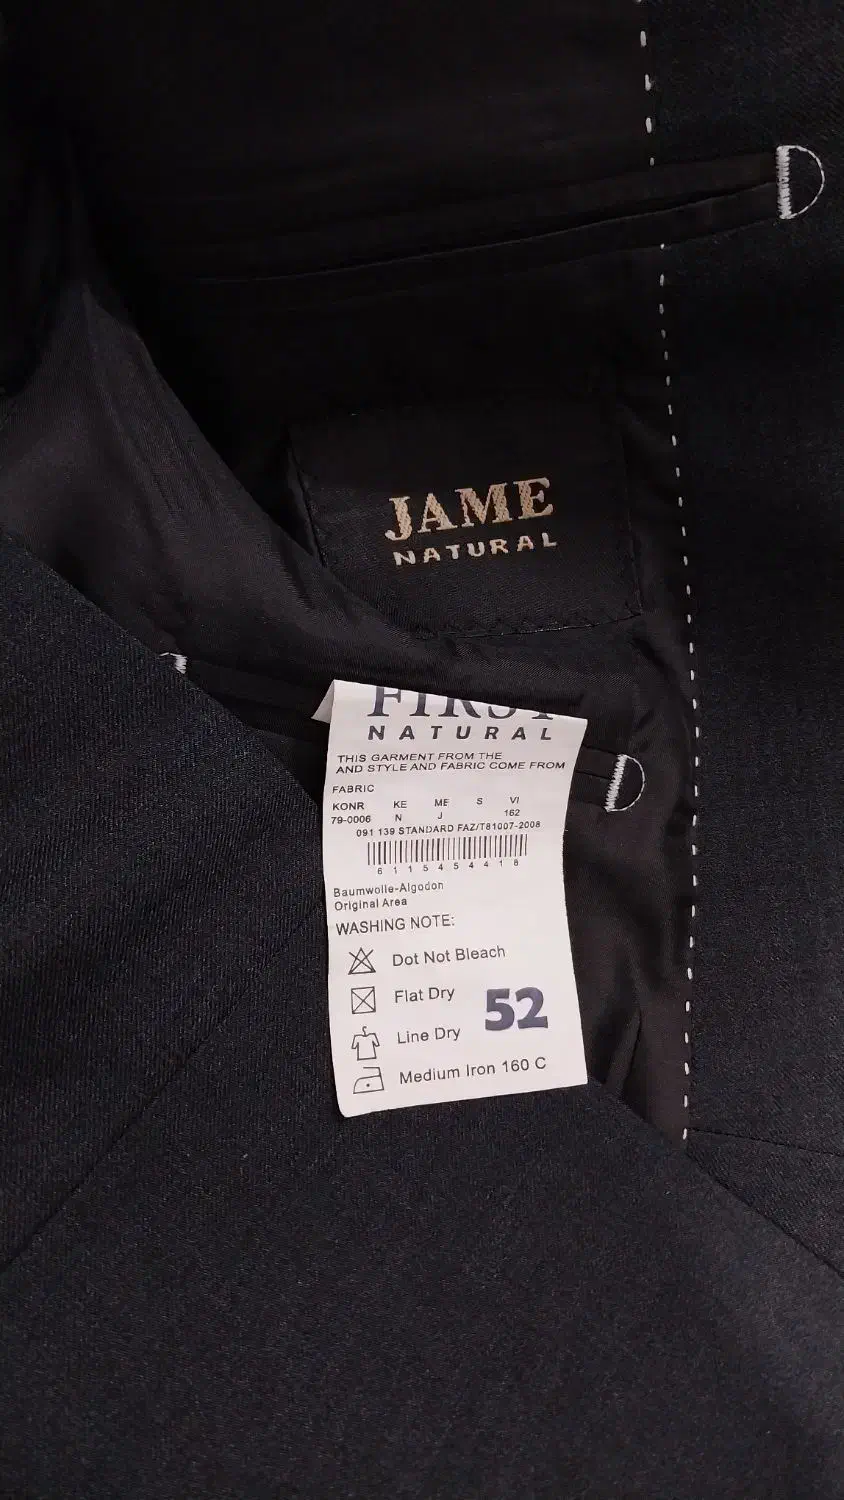 JAME
NATURAL
FIRST
NATURAL
THIS GARMENT FROM THE
AND STYLE AND FABRIC COME FROM
FABRIC
KONR KE ME S VI
79-0006 N J 162
091 139 STANDARD FAZ/T81007-2008
6 1 1 5 4 5 4 4 1 8
Baumwolle-Algodon
Original Area
WASHING NOTE:
Dot Not Bleach
Flat Dry
52
Line Dry
Medium Iron 160 C